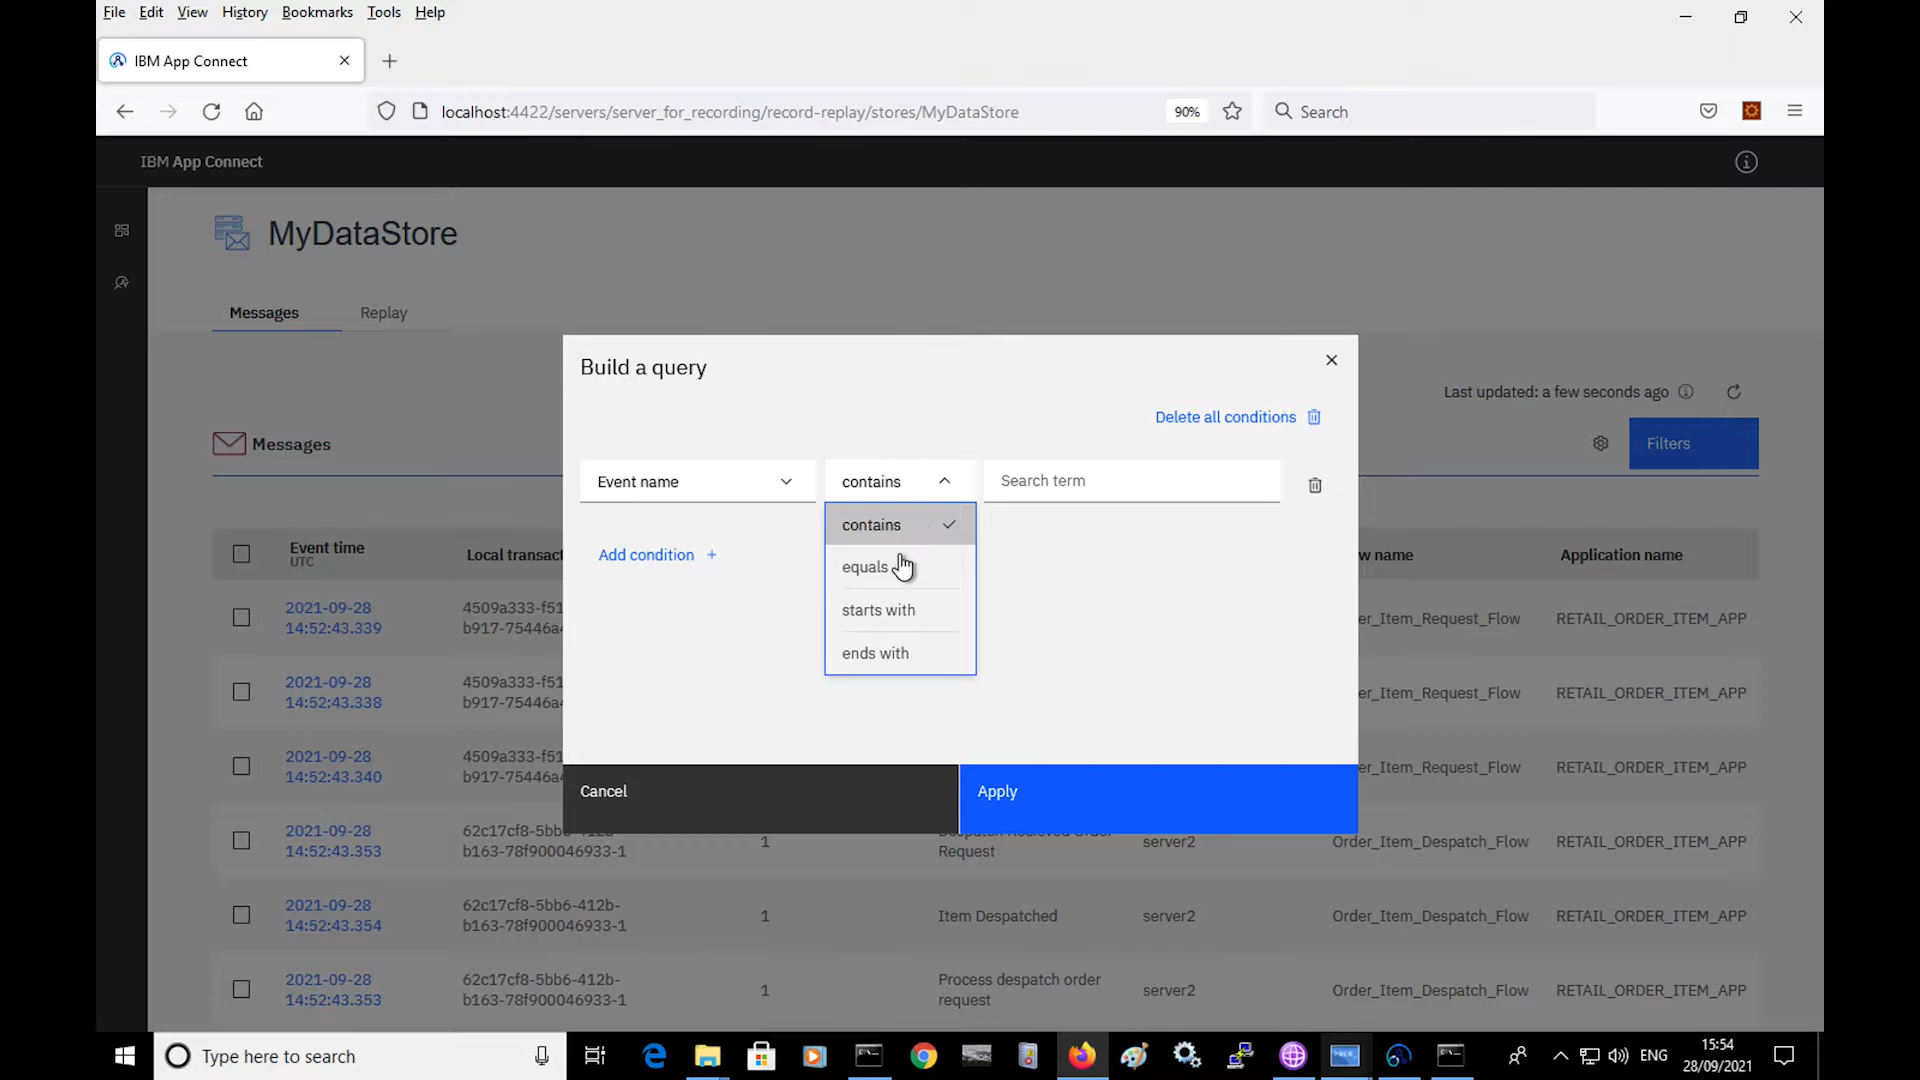 File Edit View History Bookmarks Tools Help
IBM App Connect
localhost:4422/servers/server_for_recording/record-replay/stores/MyDataStore
90%
Search
IBM App Connect
MyDataStore
Messages Replay
Build a query
Last updated: a few seconds ago
Delete all conditions
Messages
Filters
Event name
contains
Search term
contains
equals
starts with
ends with
Add condition +
Event time
UTC
Local transact
w name
Application name
2021-09-28
14:52:43.339
4509a333-f51
b917-75446a4
er_Item_Request_Flow
RETAIL_ORDER_ITEM_APP
2021-09-28
14:52:43.338
4509a333-f51
b917-75446a4
er_Item_Request_Flow
RETAIL_ORDER_ITEM_APP
2021-09-28
14:52:43.340
4509a333-f51
b917-75446a4
er_Item_Request_Flow
RETAIL_ORDER_ITEM_APP
Cancel
Apply
2021-09-28
14:52:43.353
62c17cf8-5bb6-412b-
b163-78f900046933-1
1
Request
server2
Order_Item_Despatch_Flow
RETAIL_ORDER_ITEM_APP
2021-09-28
14:52:43.354
62c17cf8-5bb6-412b-
b163-78f900046933-1
1
Item Despatched
server2
Order_Item_Despatch_Flow
RETAIL_ORDER_ITEM_APP
2021-09-28
14:52:43.353
62c17cf8-5bb6-412b-
b163-78f900046933-1
1
Process despatch order
request
server2
Order_Item_Despatch_Flow
RETAIL_ORDER_ITEM_APP
Type here to search
ENG
15:54
28/09/2021